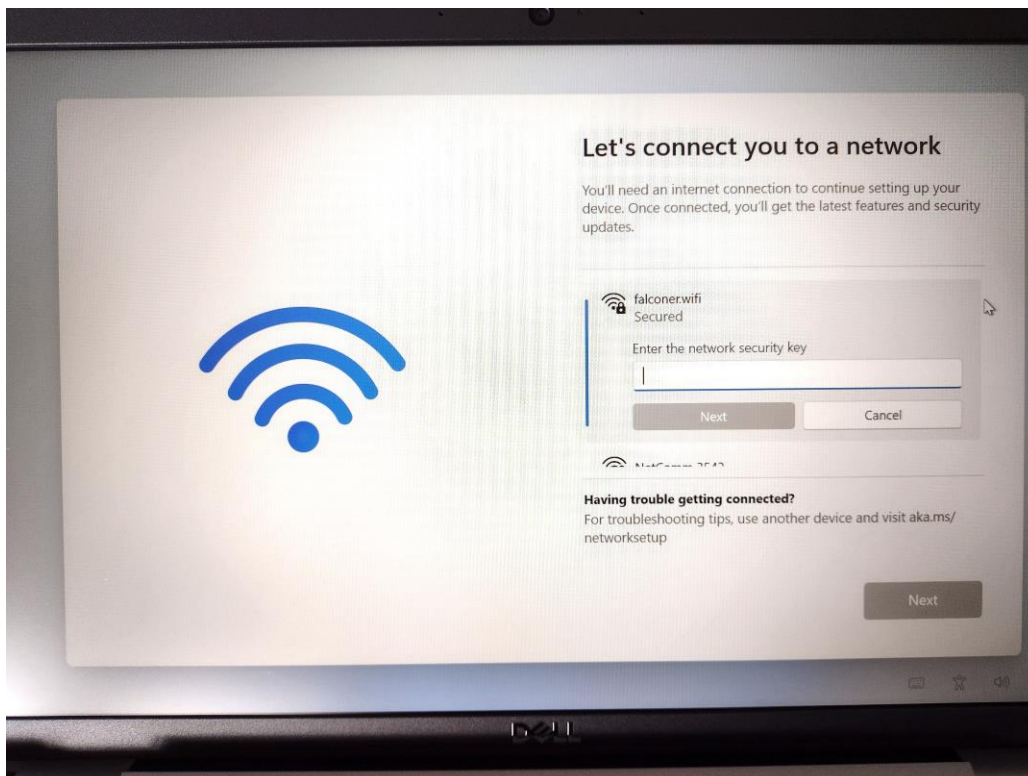 Let's connect you to a network
You'll need an internet connection to continue setting up your
device. Once connected, you'll get the latest features and security
updates.
falconer.wifi
Secured
Enter the network security key
Next
Cancel
Having trouble getting connected?
For troubleshooting tips, use another device and visit aka.ms/
networksetup
Next
DELL